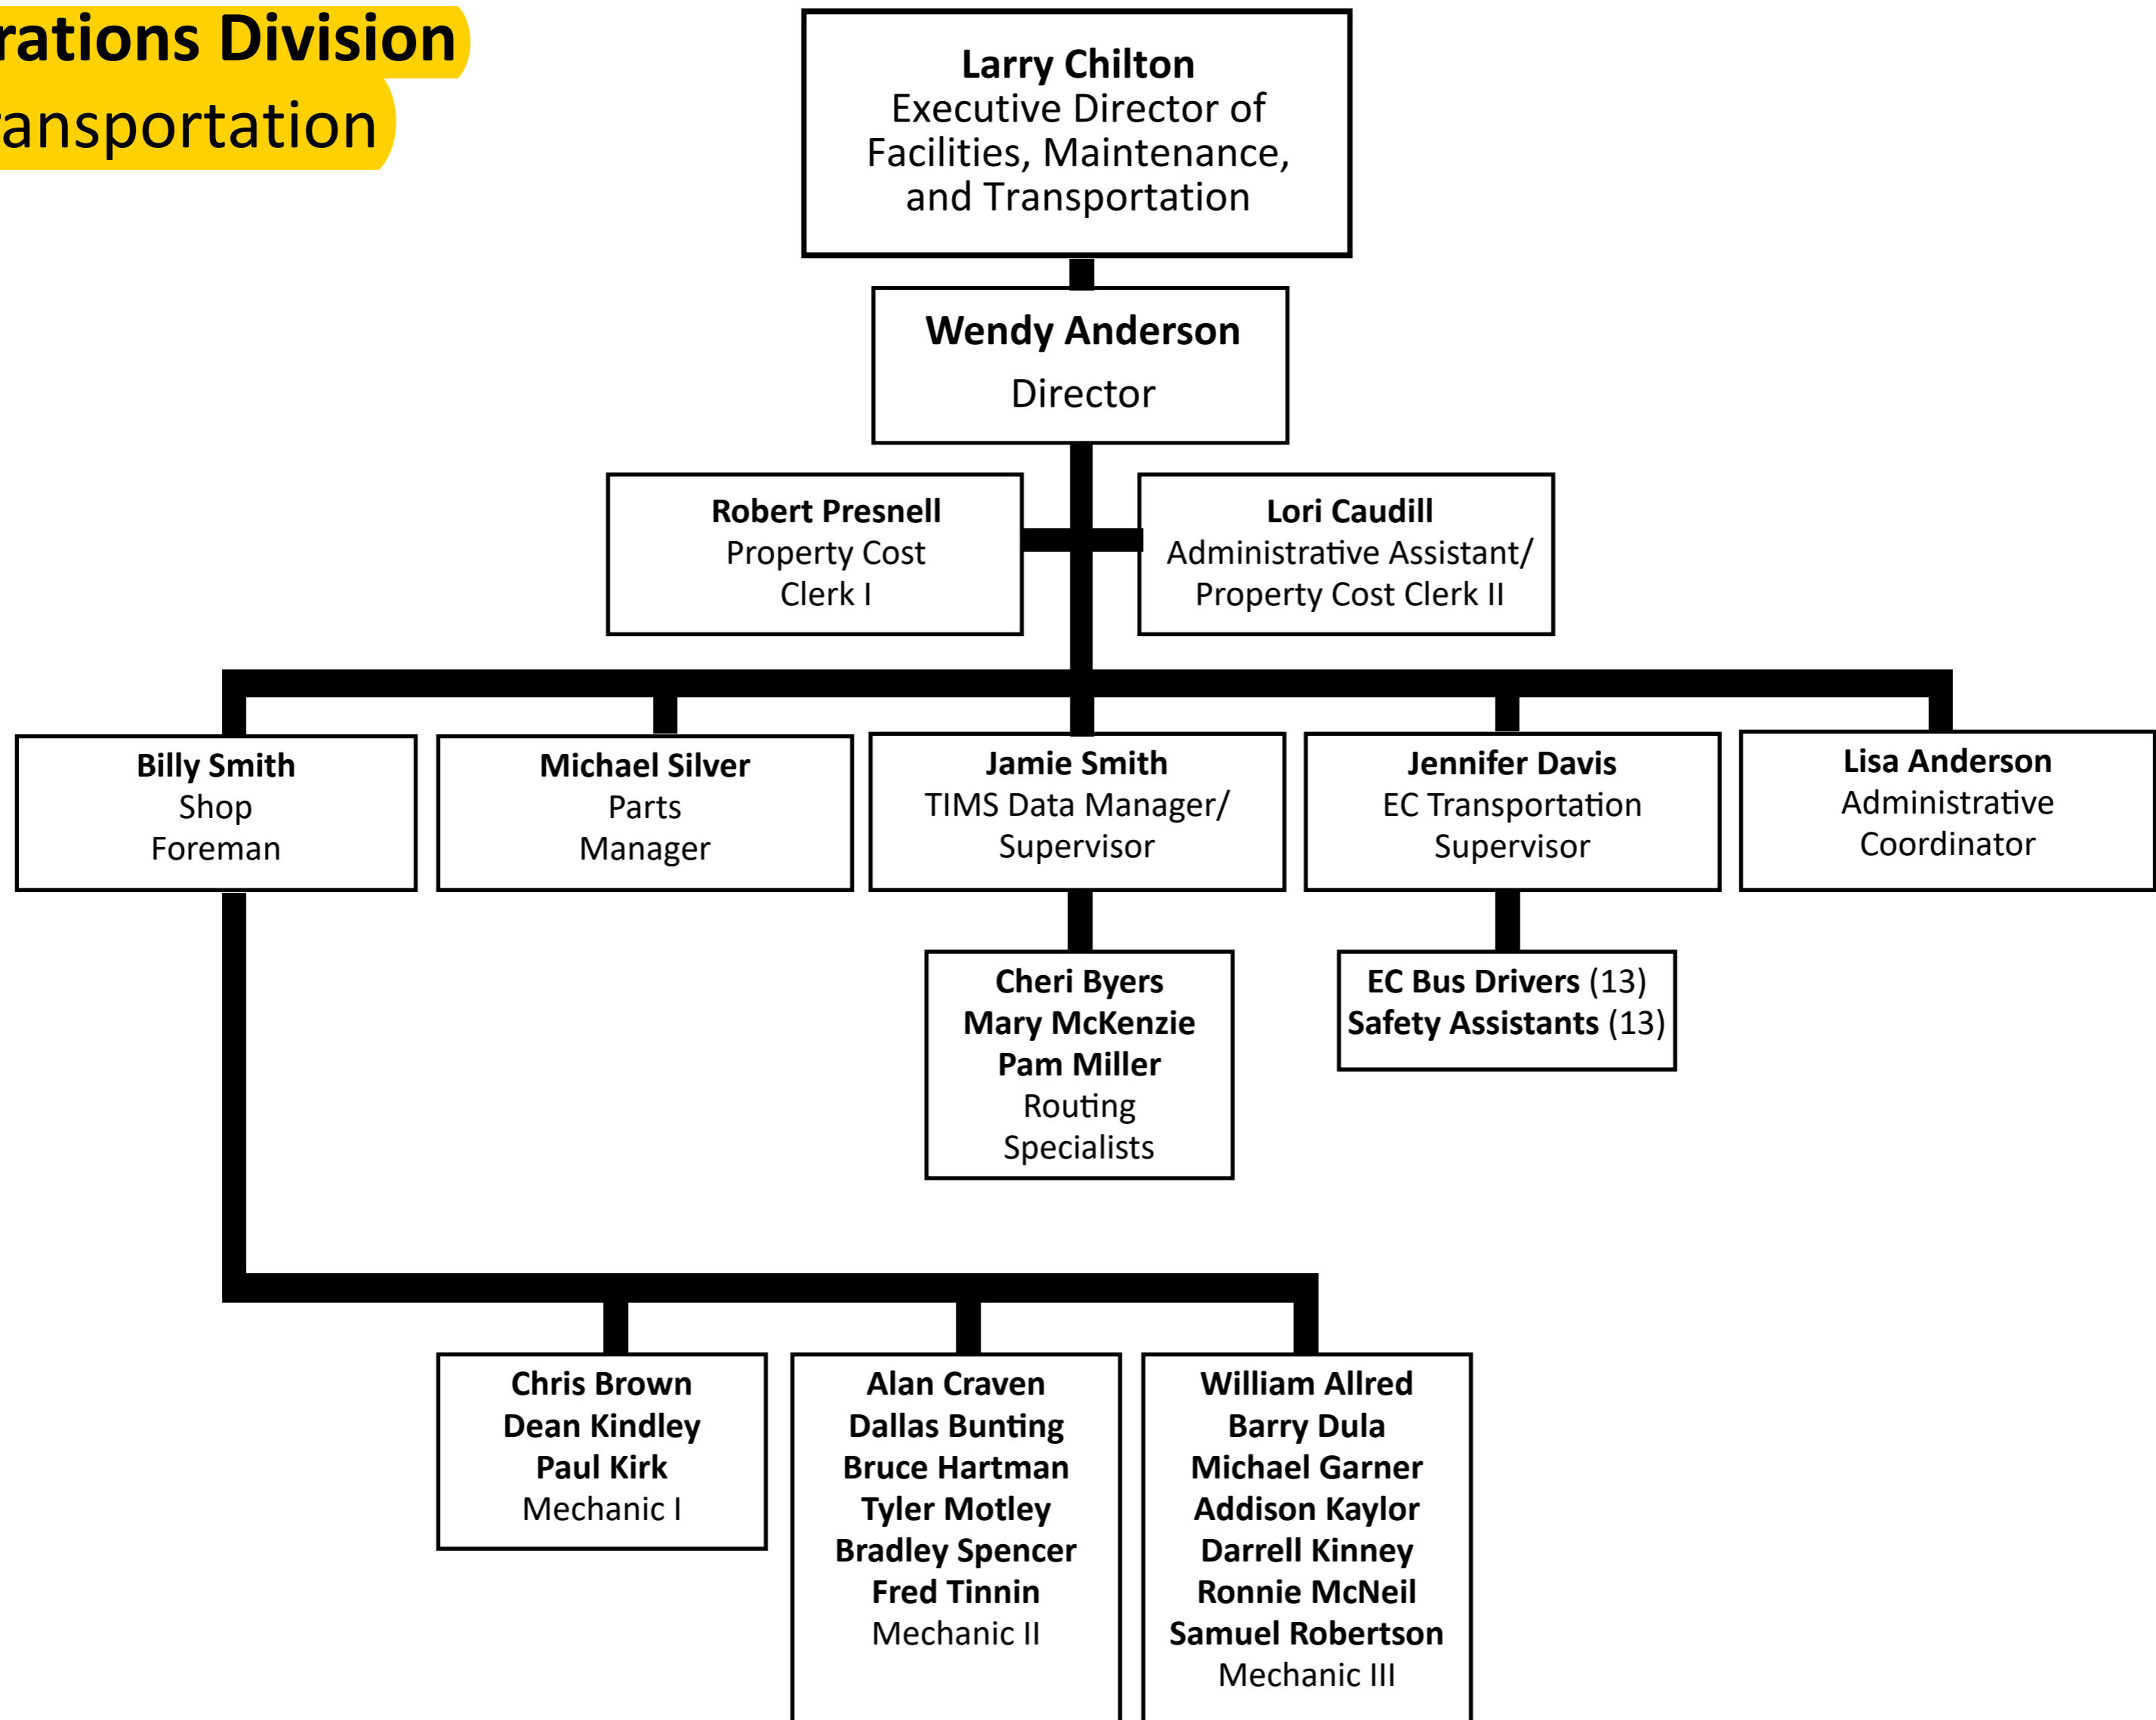 rations Division
ansportation
Larry Chilton
Executive Director of
Facilities, Maintenance,
and Transportation
Wendy Anderson
Director
Robert Presnell
Property Cost
Clerk I
Lori Caudill
Administrative Assistant/
Property Cost Clerk II
Billy Smith
Shop
Foreman
Michael Silver
Parts
Manager
Jamie Smith
TIMS Data Manager/
Supervisor
Jennifer Davis
EC Transportation
Supervisor
Lisa Anderson
Administrative
Coordinator
Cheri Byers
Mary McKenzie
Pam Miller
Routing
Specialists
EC Bus Drivers (13)
Safety Assistants (13)
Chris Brown
Dean Kindley
Paul Kirk
Mechanic I
Alan Craven
Dallas Bunting
Bruce Hartman
Tyler Motley
Bradley Spencer
Fred Tinnin
Mechanic II
William Allred
Barry Dula
Michael Garner
Addison Kaylor
Darrell Kinney
Ronnie McNeil
Samuel Robertson
Mechanic III